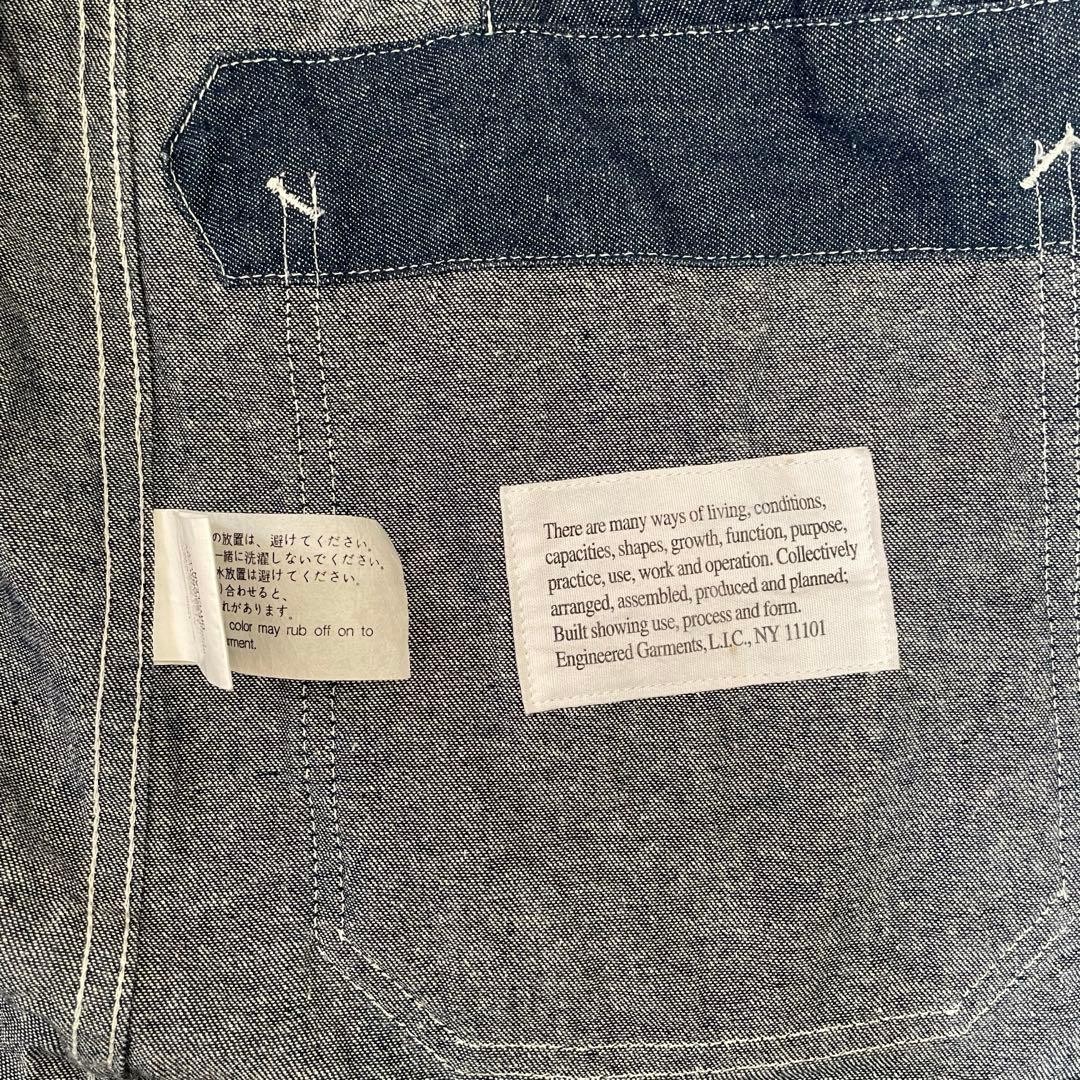 の放置は、避けてください。
一緒に洗濯しないでください。
水放置は避けてください。
り合わせると、
れがあります。
color may rub off on to
rment.
There are many ways of living, conditions,
capacities, shapes, growth, function, purpose,
practice, use, work and operation. Collectively
arranged, assembled, produced and planned;
Built showing use, process and form.
Engineered Garments, L.I.C., NY 11101